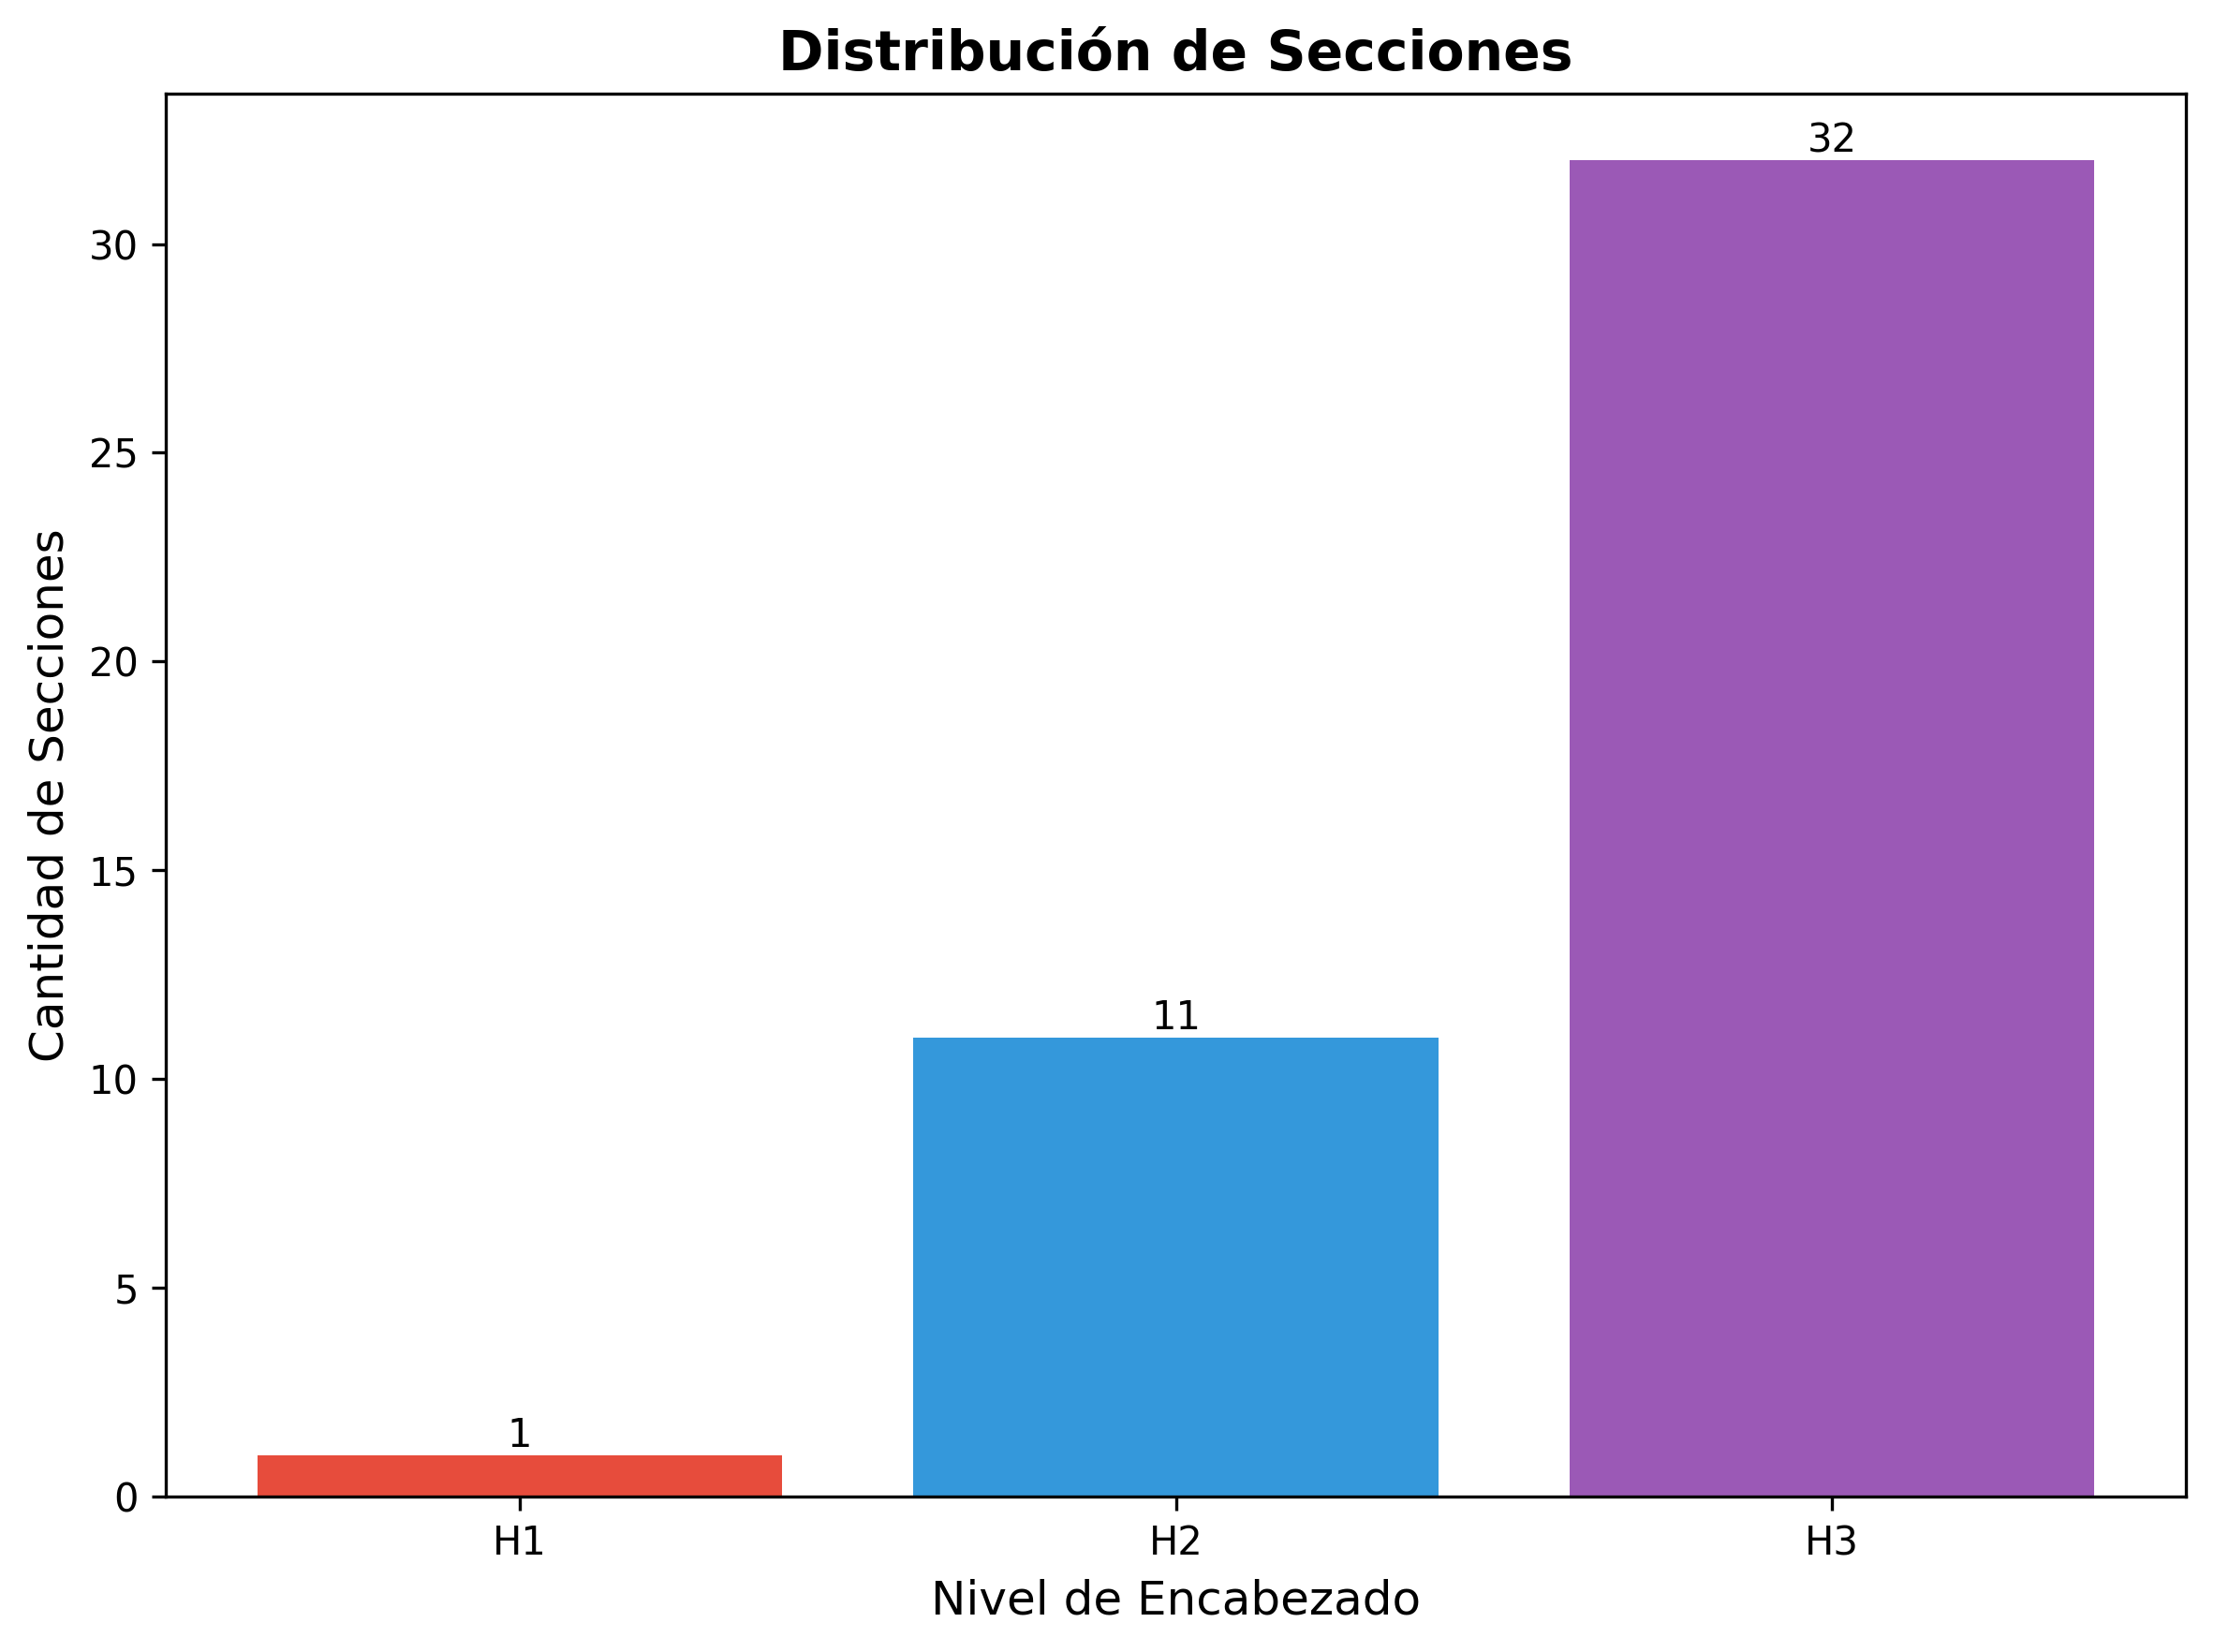 Distribución de Secciones
Cantidad de Secciones
30
25
20
15
10
5
0
1
11
32
H1
H2
H3
Nivel de Encabezado